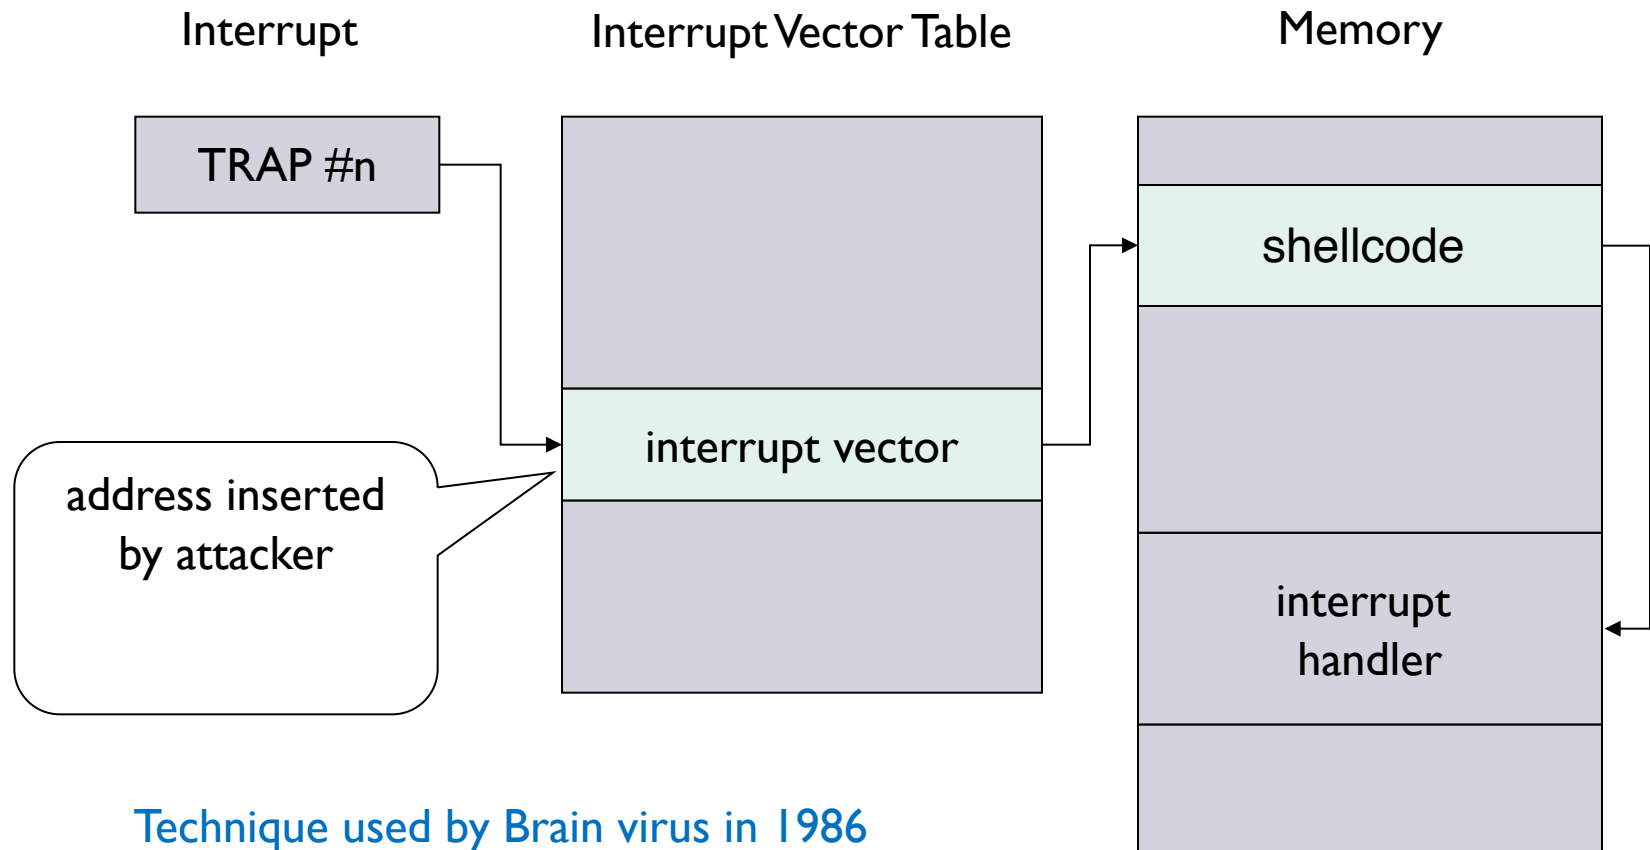 Interrupt
Interrupt Vector Table
Memory
TRAP #n
shellcode
interrupt vector
address inserted
by attacker
interrupt
handler
Technique used by Brain virus in 1986